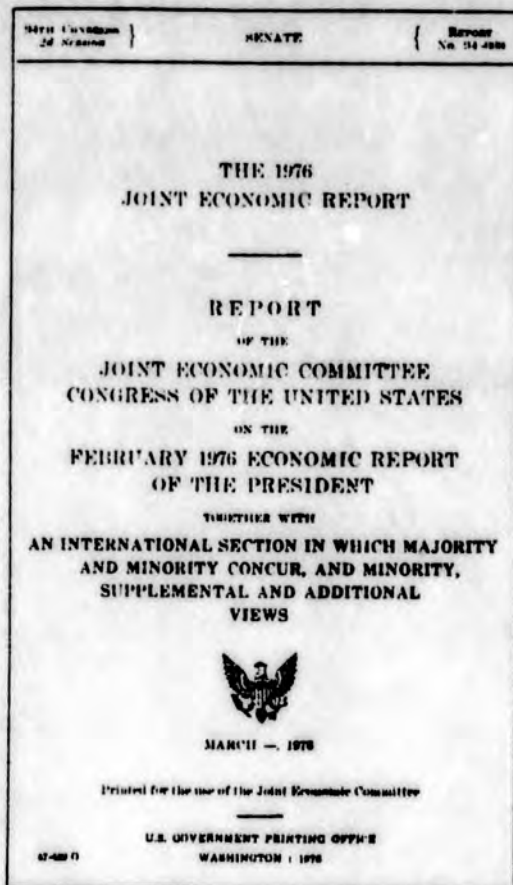 94TH CONGRESS
2d Session
SENATE
REPORT
No. 94-
THE 1976
JOINT ECONOMIC REPORT
REPORT
OF THE
JOINT ECONOMIC COMMITTEE
CONGRESS OF THE UNITED STATES
ON THE
FEBRUARY 1976 ECONOMIC REPORT
OF THE PRESIDENT
TOGETHER WITH
AN INTERNATIONAL SECTION IN WHICH MAJORITY
AND MINORITY CONCUR, AND MINORITY,
SUPPLEMENTAL AND ADDITIONAL
VIEWS
MARCH —, 1976
Printed for the use of the Joint Economic Committee
U.S. GOVERNMENT PRINTING OFFICE
WASHINGTON : 1976